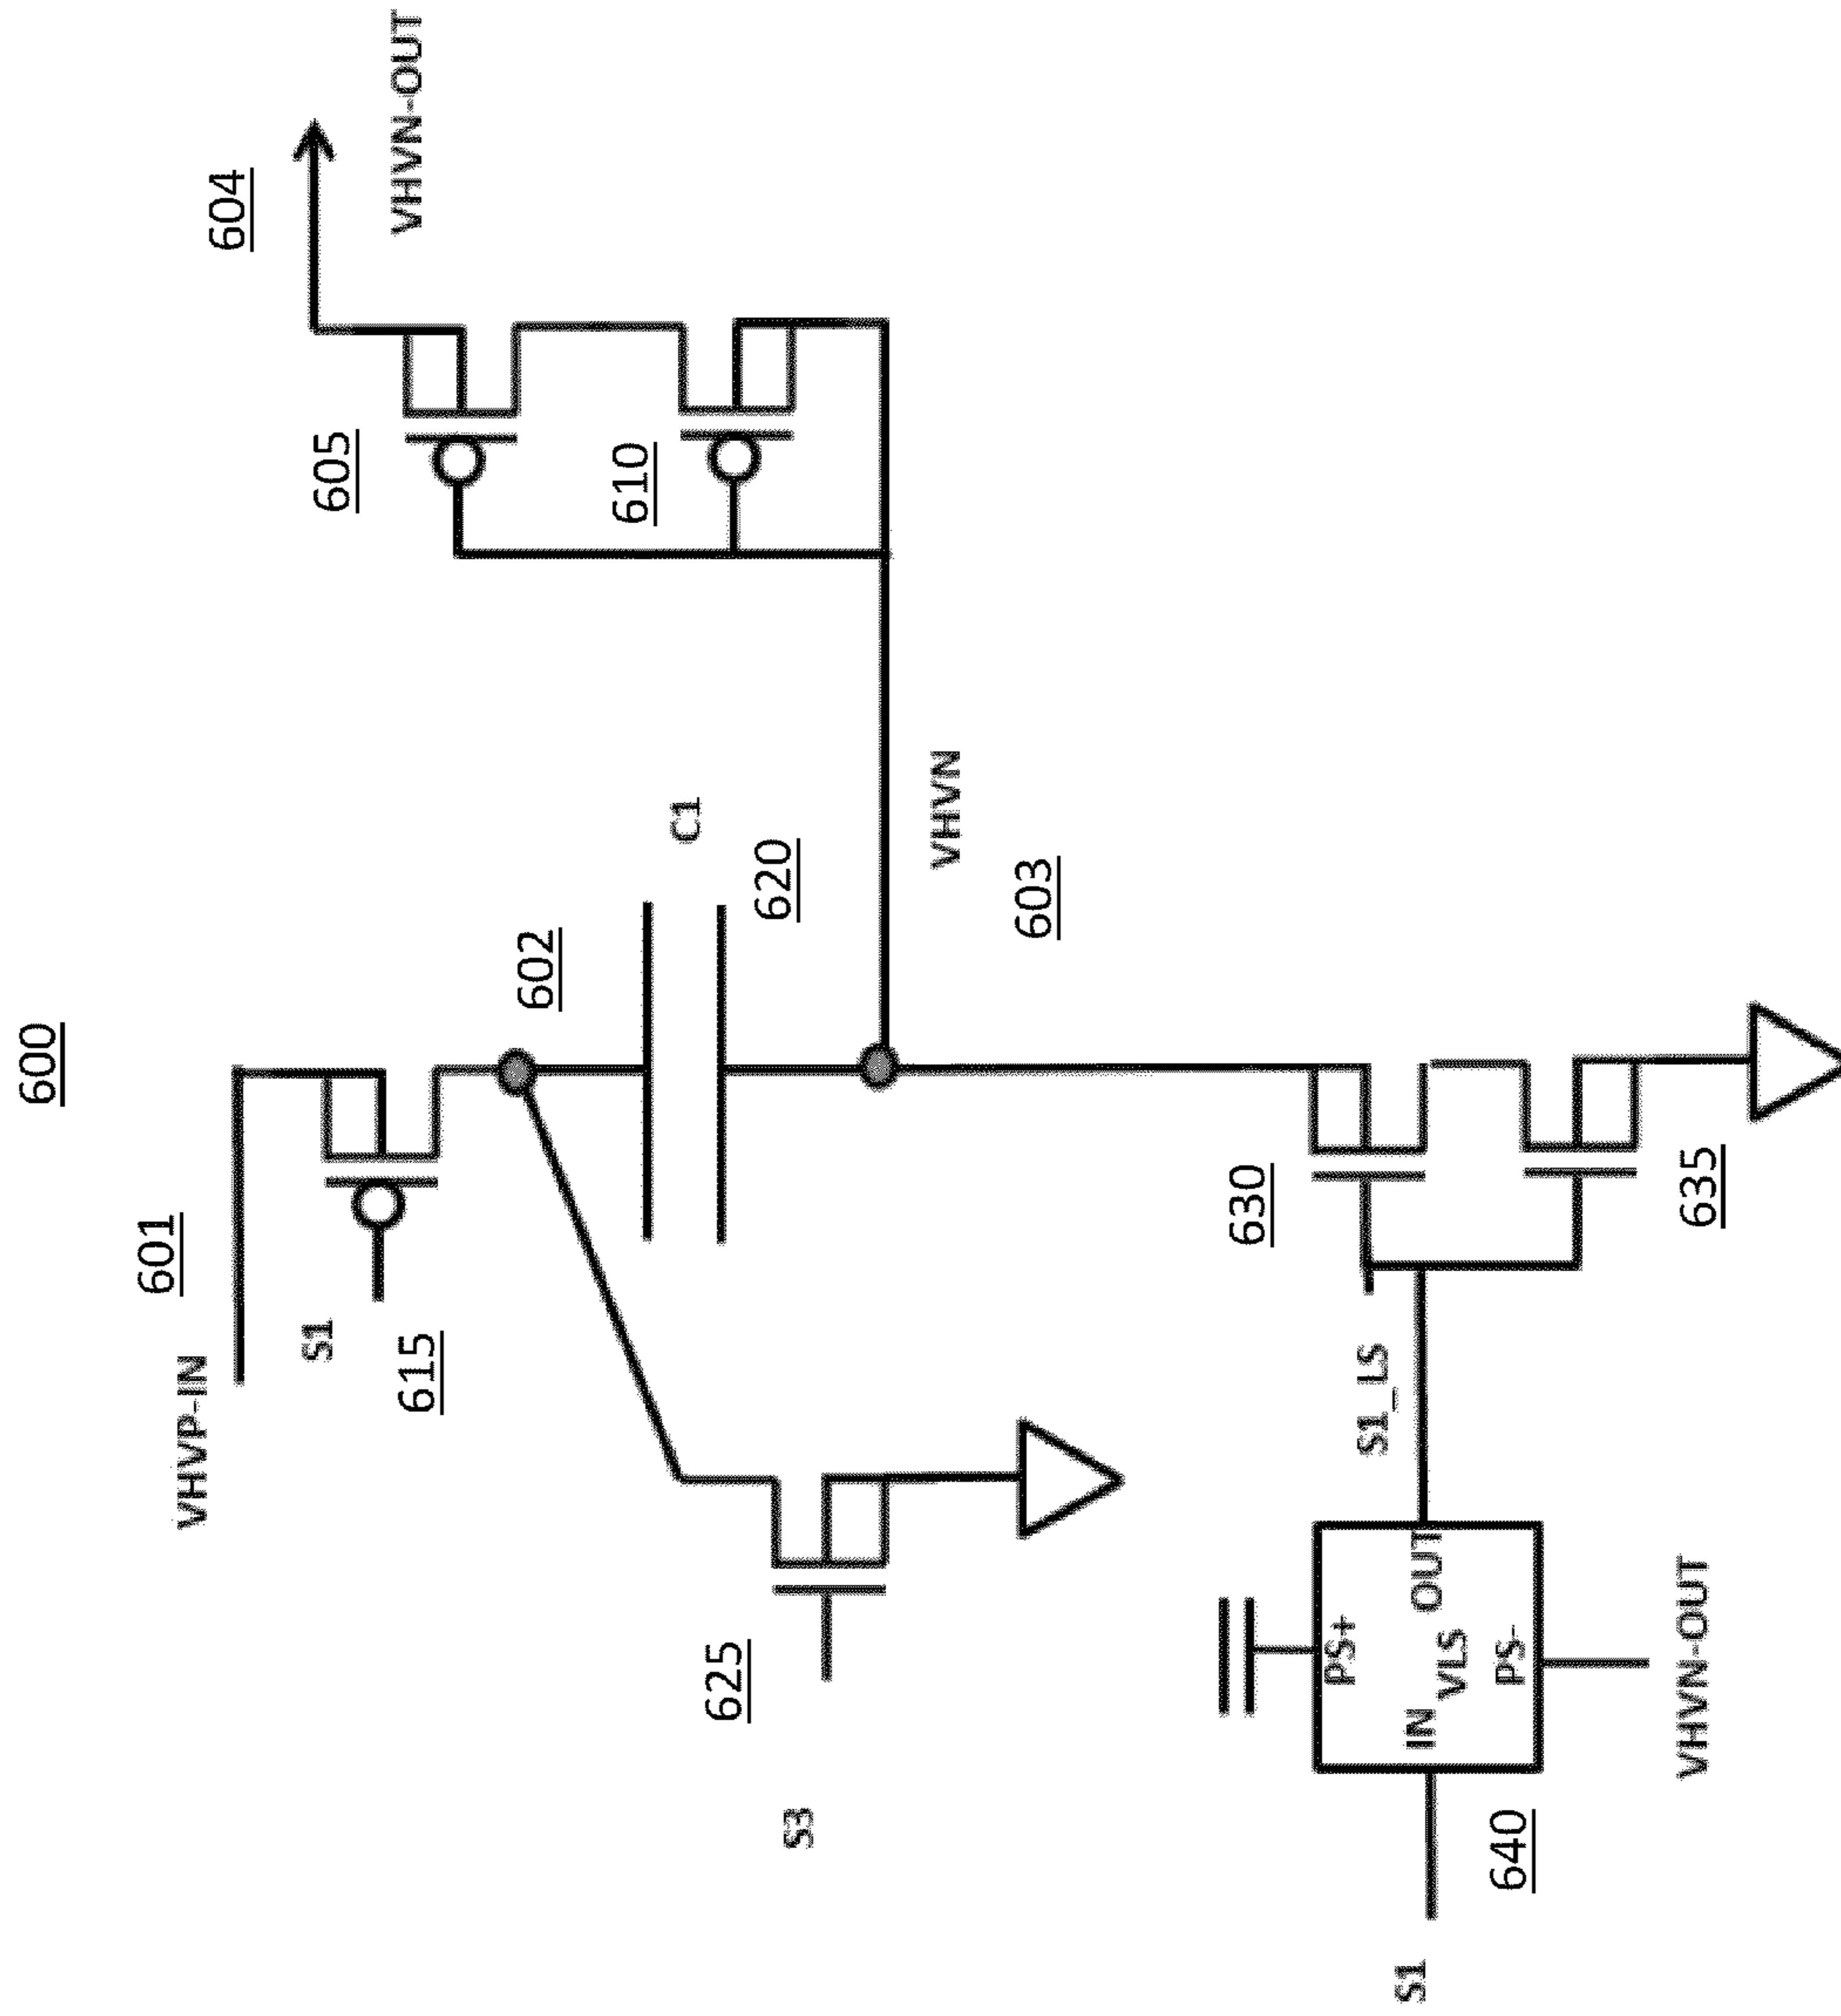 600
601
VHVP-IN
S1
615
602
C1
620
604
VHVN-OUT
605
610
VHVN
603
625
S3
630
635
S1_LS
PS+
OUT
VLS
IN
PS-
VHVN-OUT
640
S1